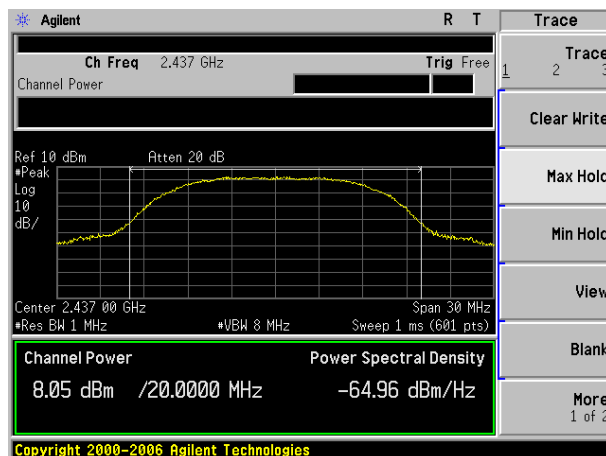 Agilent R T Trace
Ch Freq 2.437 GHz Trig Free
Channel Power
Trace
1 2 3
Clear Write
Max Hold
Min Hold
View
Blank
More
1 of 2
Ref 10 dBm Atten 20 dB
#Peak
Log
10
dB/
Center 2.437 00 GHz Span 30 MHz
#Res BW 1 MHz #VBW 8 MHz Sweep 1 ms (601 pts)
Channel Power Power Spectral Density
8.05 dBm /20.0000 MHz -64.96 dBm/Hz
Copyright 2000-2006 Agilent Technologies